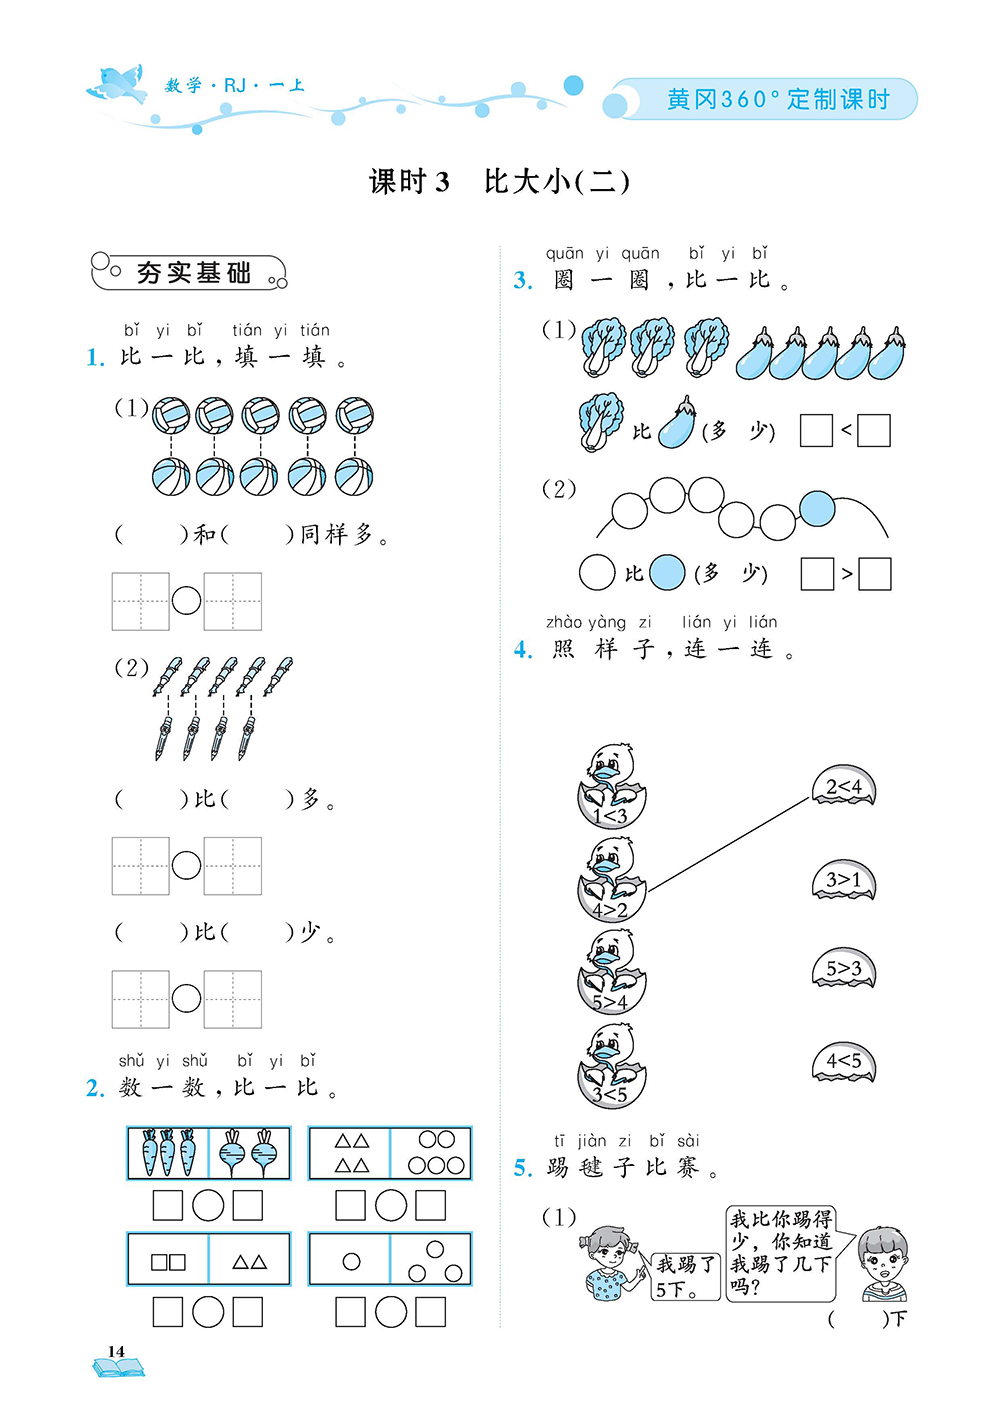 数学·RJ·一上
黄冈360°定制课时
课时3 比大小(二)
夯实基础
bǐ yi bǐ tián yi tián
1. 比一比,填一填。
(1)
( )和( )同样多。
(2)
( )比( )多。
( )比( )少。
shǔ yi shǔ bǐ yi bǐ
2. 数一数,比一比。
quān yi quān bǐ yi bǐ
3. 圈一圈,比一比。
(1)
比 (多 少) <
(2)
比 (多 少) >
zhào yàng zi lián yi lián
4. 照样子,连一连。
1<3
2<4
4>2
3>1
5>4
5>3
3<5
4<5
tī jiàn zi bǐ sài
5. 踢毽子比赛。
(1)
我踢了
5下。
我比你踢得
少，你知道
我踢了几下
吗？
( )下
14